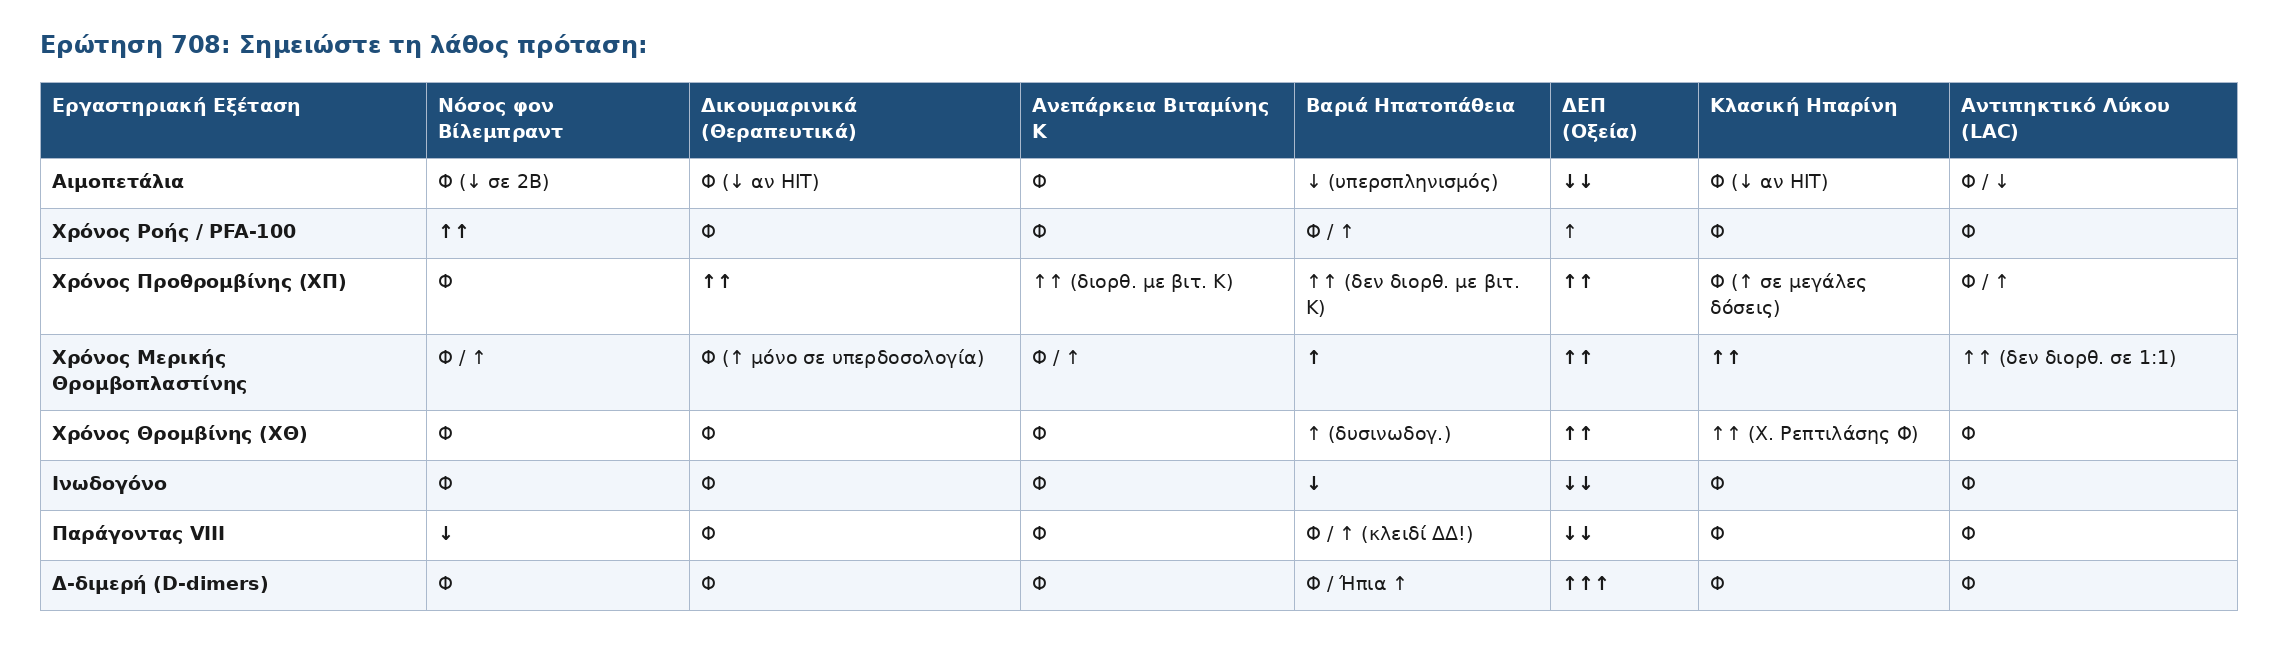 Ερώτηση 708: Σημειώστε τη λάθος πρόταση:
Εργαστηριακή Εξέταση | Νόσος φον Βίλεμπραντ | Δικουμαρινικά (Θεραπευτικά) | Ανεπάρκεια Βιταμίνης Κ | Βαριά Ηπατοπάθεια | ΔΕΠ (Οξεία) | Κλασική Ηπαρίνη | Αντιπηκτικό Λύκου (LAC)
Αιμοπετάλια | Φ (↓ σε 2Β) | Φ (↓ αν HIT) | Φ | ↓ (υπερσπληνισμός) | ↓↓ | Φ (↓ αν HIT) | Φ / ↓
Χρόνος Ροής / PFA-100 | ↑↑ | Φ | Φ | Φ / ↑ | ↑ | Φ | Φ
Χρόνος Προθρομβίνης (ΧΠ) | Φ | ↑↑ | ↑↑ (διορθ. με βιτ. Κ) | ↑↑ (δεν διορθ. με βιτ. Κ) | ↑↑ | Φ (↑ σε μεγάλες δόσεις) | Φ / ↑
Χρόνος Μερικής Θρομβοπλαστίνης | Φ / ↑ | Φ (↑ μόνο σε υπερδοσολογία) | Φ / ↑ | ↑ | ↑↑ | ↑↑ | ↑↑ (δεν διορθ. σε 1:1)
Χρόνος Θρομβίνης (ΧΘ) | Φ | Φ | Φ | ↑ (δυσινωδογ.) | ↑↑ | ↑↑ (Χ. Ρεπτιλάσης Φ) | Φ
Ινωδογόνο | Φ | Φ | Φ | ↓ | ↓↓ | Φ | Φ
Παράγοντας VIII | ↓ | Φ | Φ | Φ / ↑ (κλειδί ΔΔ!) | ↓↓ | Φ | Φ
Δ-διμερή (D-dimers) | Φ | Φ | Φ | Φ / Ήπια ↑ | ↑↑↑ | Φ | Φ